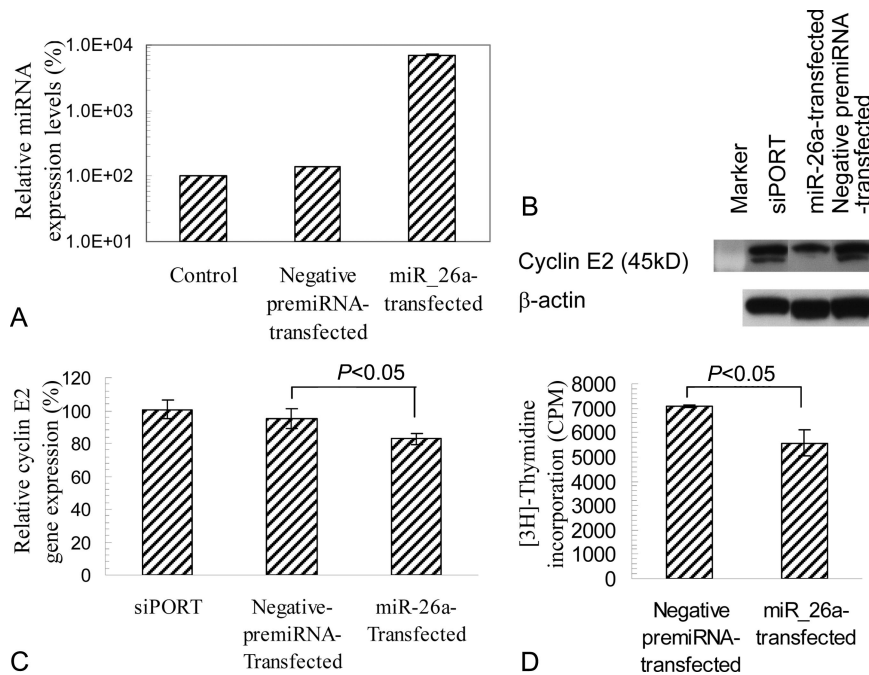 Relative miRNA
expression levels (%)
1.0E+04
1.0E+03
1.0E+02
1.0E+01
Control
Negative
premiRNA-
transfected
miR_26a-
transfected
A
B
Marker
siPORT
miR-26a-transfected
Negative premiRNA
-transfected
Cyclin E2 (45kD)
β-actin
Relative cyclin E2
gene expression (%)
120
100
80
60
40
20
0
P<0.05
siPORT
Negative-
premiRNA-
Transfected
miR-26a-
Transfected
C
[3H]-Thymidine
incorporation (CPM)
8000
7000
6000
5000
4000
3000
2000
1000
0
P<0.05
Negative
premiRNA-
transfected
miR_26a-
transfected
D